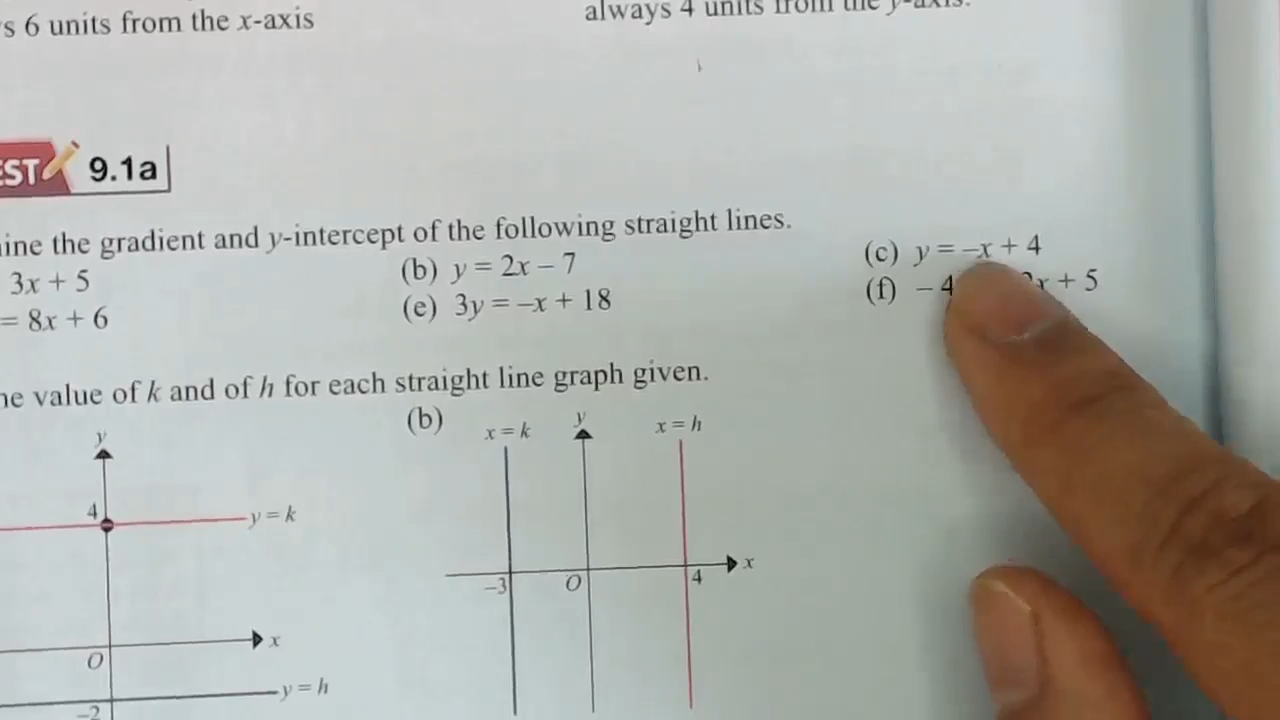 s 6 units from the x-axis
always 4 units from the y-axis.
EST 9.1a
ine the gradient and y-intercept of the following straight lines.
3x + 5 (b) y = 2x – 7 (c) y = –x + 4
= 8x + 6 (e) 3y = –x + 18 (f) – 4 x + 5
he value of k and of h for each straight line graph given.
y
4
y = k
x
O
y = h
–2
(b)
x = k
y
x = h
x
–3
O
4